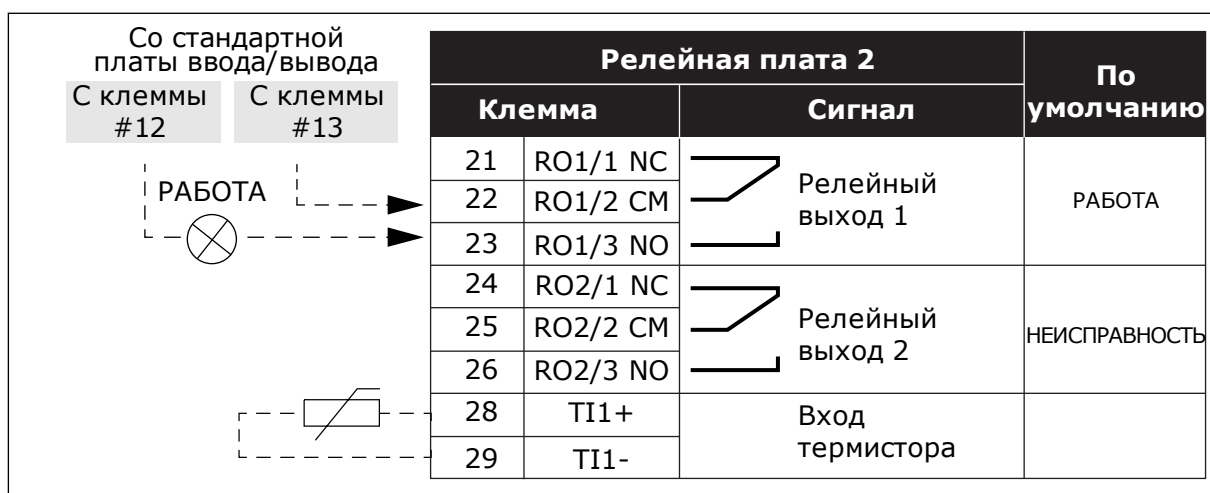 Со стандартной
платы ввода/вывода
С клеммы
#12
С клеммы
#13
РАБОТА
Релейная плата 2
По
умолчанию
Клемма
Сигнал
21 RO1/1 NC
22 RO1/2 CM
23 RO1/3 NO
Релейный
выход 1
РАБОТА
24 RO2/1 NC
25 RO2/2 CM
26 RO2/3 NO
Релейный
выход 2
НЕИСПРАВНОСТЬ
28 TI1+
29 TI1-
Вход
термистора